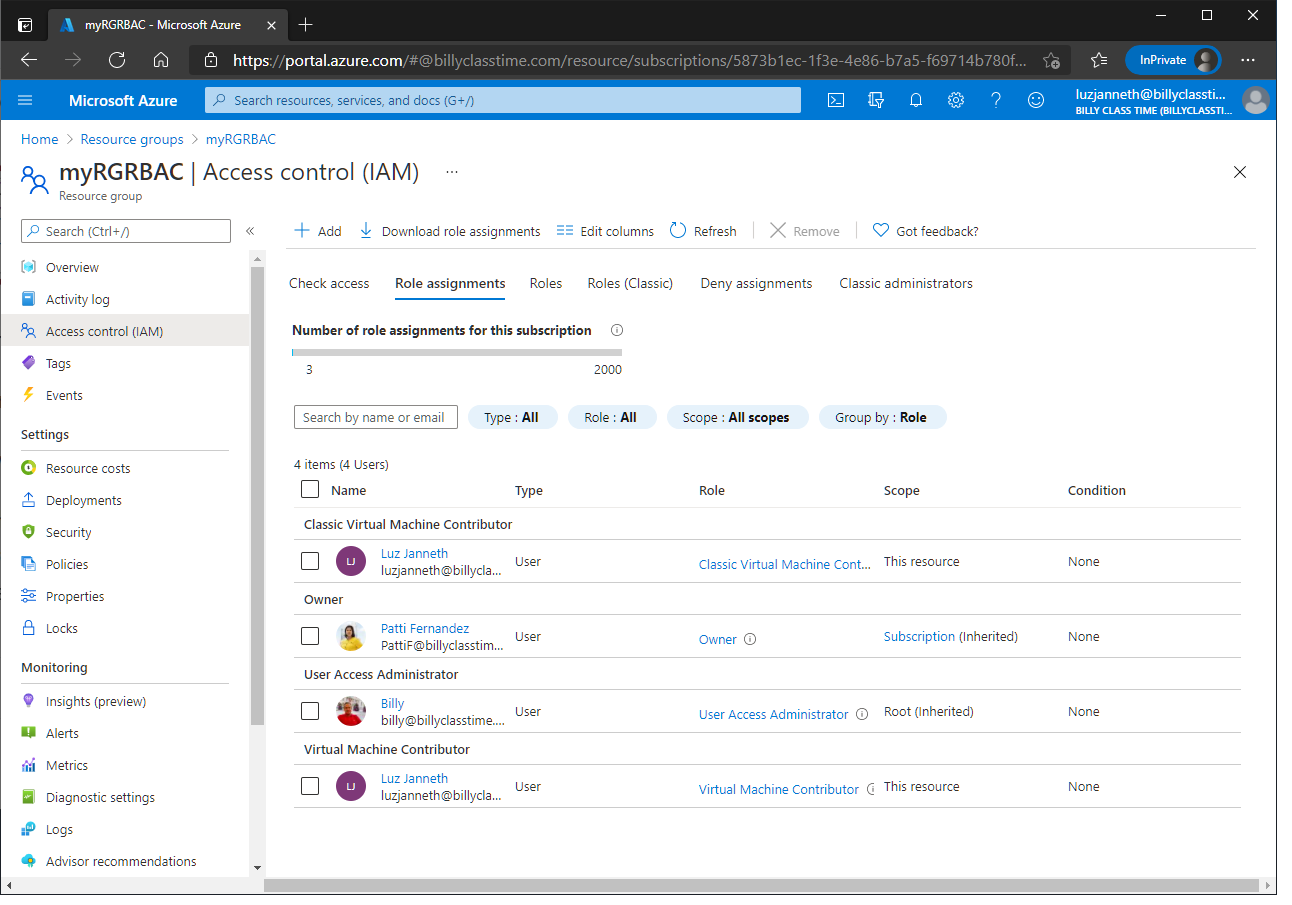 myRGRBAC - Microsoft Azure
https://portal.azure.com/#@billyclasstime.com/resource/subscriptions/5873b1ec-1f3e-4e86-b7a5-f69714b780f...
InPrivate
Microsoft Azure
Search resources, services, and docs (G+/)
luzjanneth@billyclassti...
BILLY CLASS TIME (BILLYCLASSTI...
Home > Resource groups > myRGRBAC
myRGRBAC | Access control (IAM) ...
Resource group
Search (Ctrl+/)
«
Overview
Activity log
Access control (IAM)
Tags
Events
Settings
Resource costs
Deployments
Security
Policies
Properties
Locks
Monitoring
Insights (preview)
Alerts
Metrics
Diagnostic settings
Logs
Advisor recommendations
Add Download role assignments Edit columns Refresh Remove Got feedback?
Check access Role assignments Roles Roles (Classic) Deny assignments Classic administrators
Number of role assignments for this subscription
3 2000
Search by name or email Type : All Role : All Scope : All scopes Group by : Role
4 items (4 Users)
Name Type Role Scope Condition
Classic Virtual Machine Contributor
LJ Luz Janneth
luzjanneth@billycla... User Classic Virtual Machine Cont... This resource None
Owner
Patti Fernandez
PattiF@billyclasstim... User Owner Subscription (Inherited) None
User Access Administrator
Billy
billy@billyclasstime.... User User Access Administrator Root (Inherited) None
Virtual Machine Contributor
LJ Luz Janneth
luzjanneth@billycla... User Virtual Machine Contributor This resource None